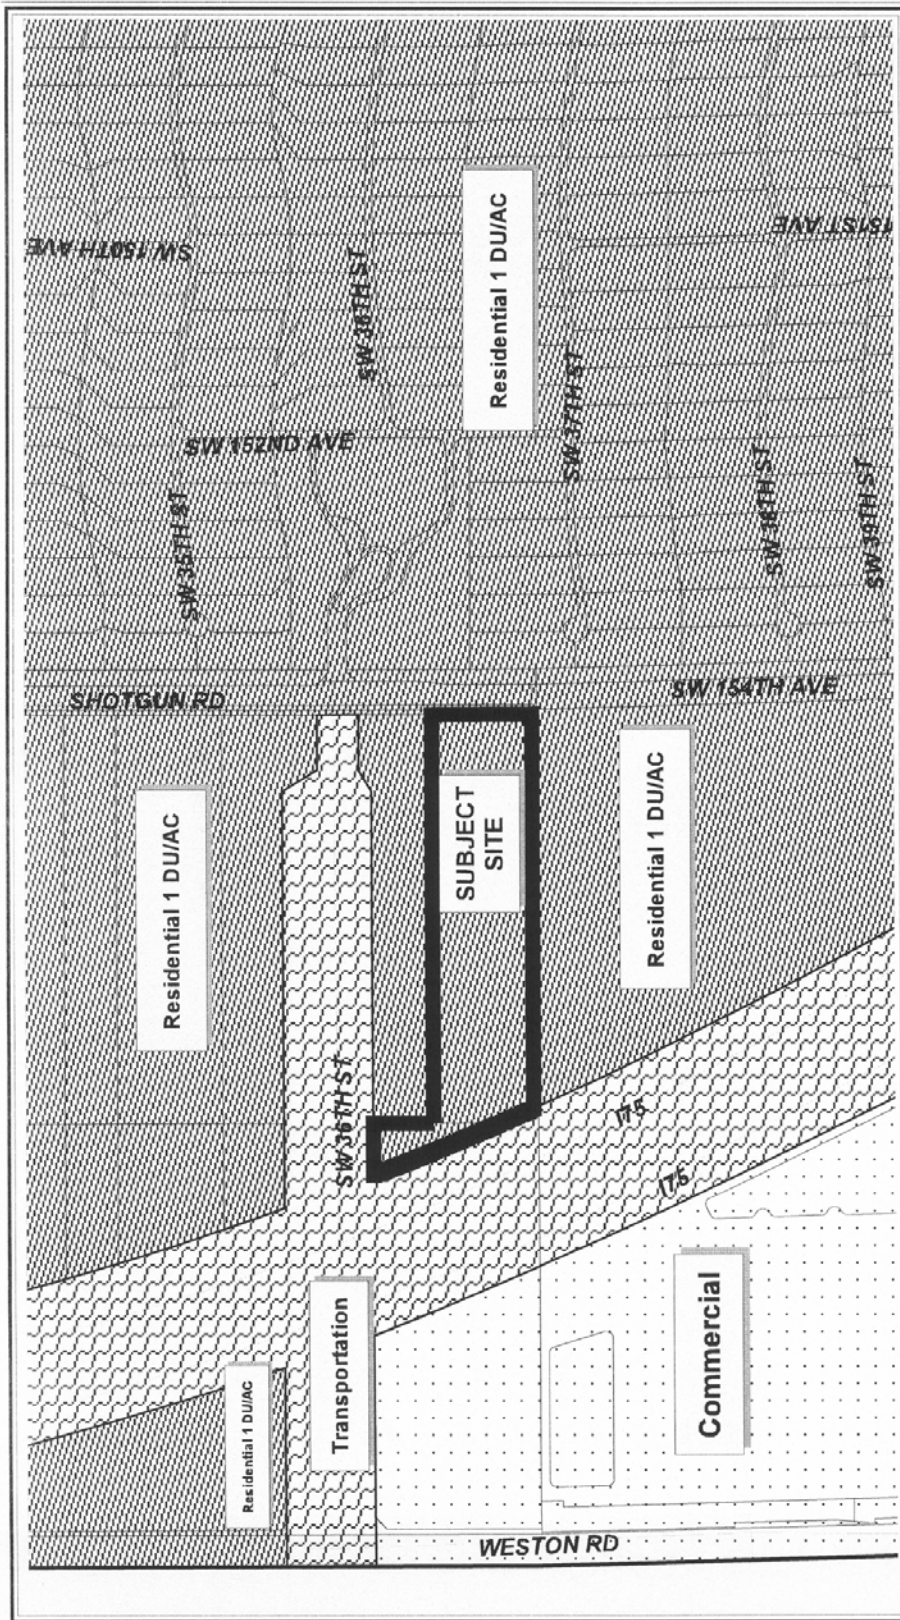 SW 150TH AVE
SW 36TH ST
Residential 1 DU/AC
151ST AVE
SW 152ND AVE
SW 35TH ST
SW 37TH ST
SW 38TH ST
SW 39TH ST
SHOTGUN RD
SW 154TH AVE
Residential 1 DU/AC
SUBJECT
SITE
Residential 1 DU/AC
SW 36TH ST
I 75
I 75
Residential 1 DU/AC
Transportation
Commercial
WESTON RD